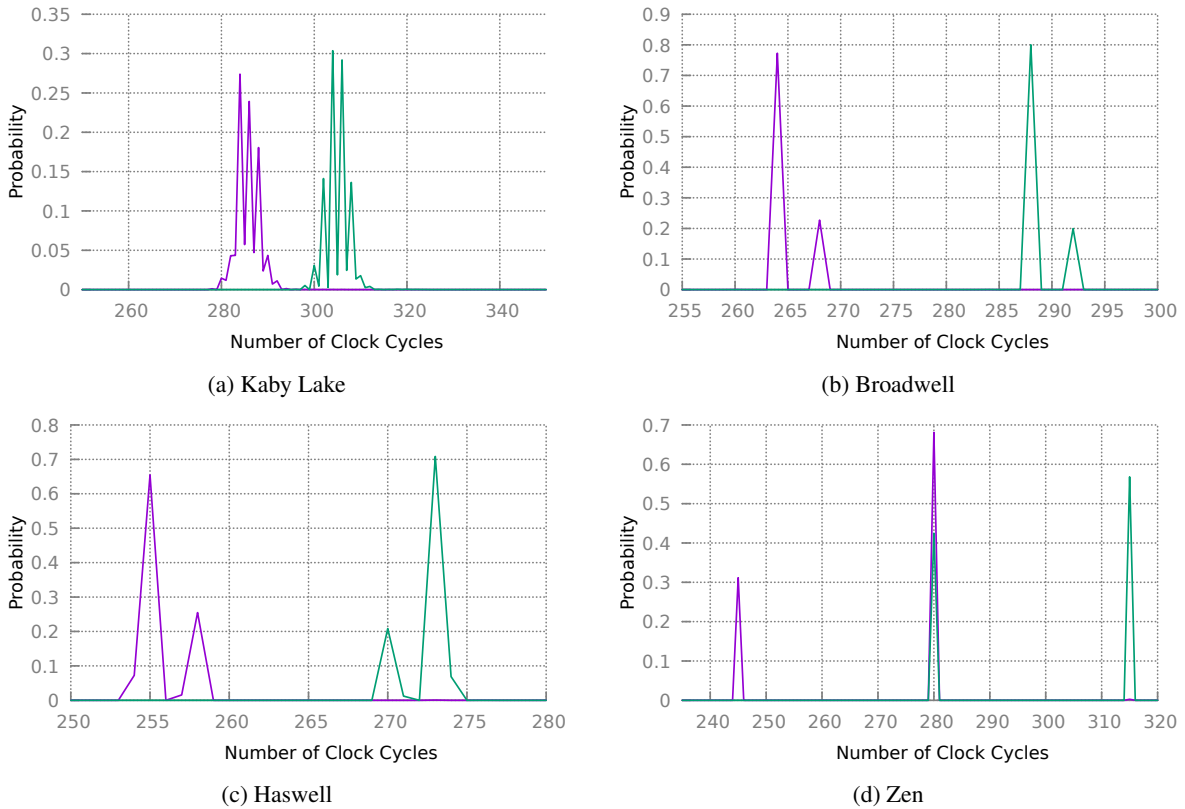 0.35
0.3
0.25
0.2
0.15
0.1
0.05
0
Probability
260 280 300 320 340
Number of Clock Cycles
(a) Kaby Lake
0.9
0.8
0.7
0.6
0.5
0.4
0.3
0.2
0.1
0
Probability
255 260 265 270 275 280 285 290 295 300
Number of Clock Cycles
(b) Broadwell
0.8
0.7
0.6
0.5
0.4
0.3
0.2
0.1
0
Probability
250 255 260 265 270 275 280
Number of Clock Cycles
(c) Haswell
0.7
0.6
0.5
0.4
0.3
0.2
0.1
0
Probability
240 250 260 270 280 290 300 310 320
Number of Clock Cycles
(d) Zen